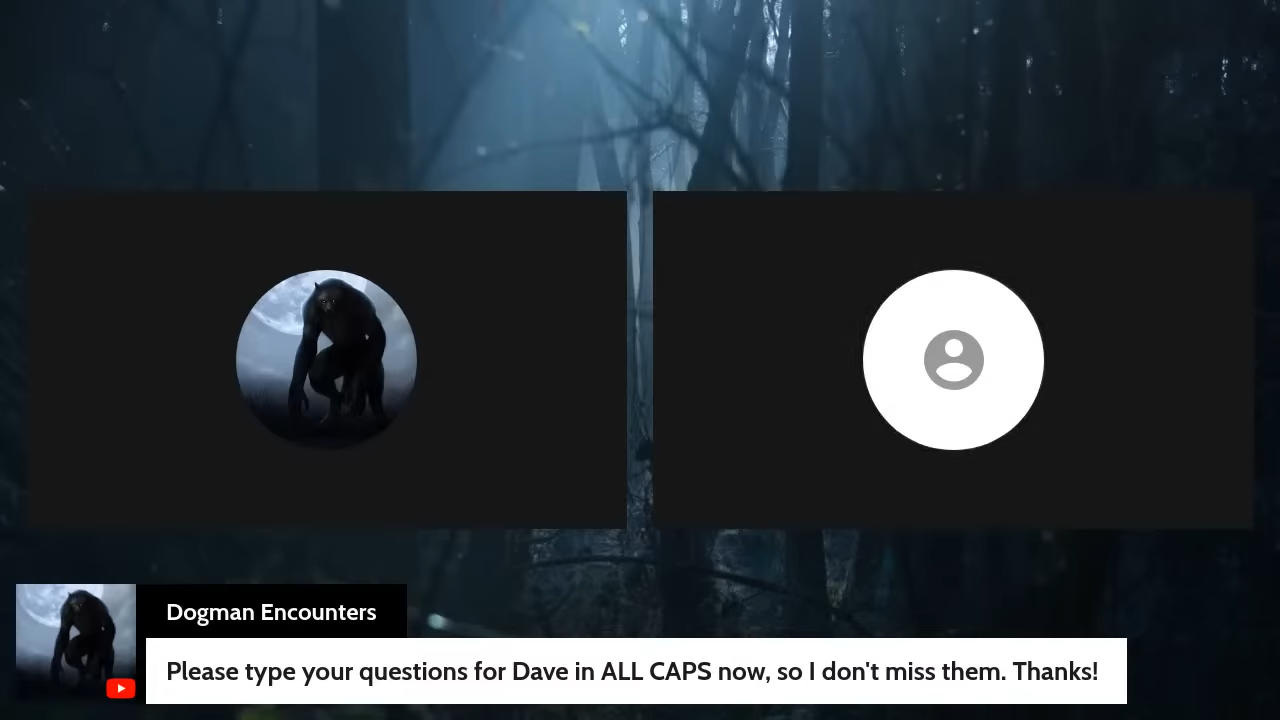 Dogman Encounters
Please type your questions for Dave in ALL CAPS now, so I don't miss them. Thanks!